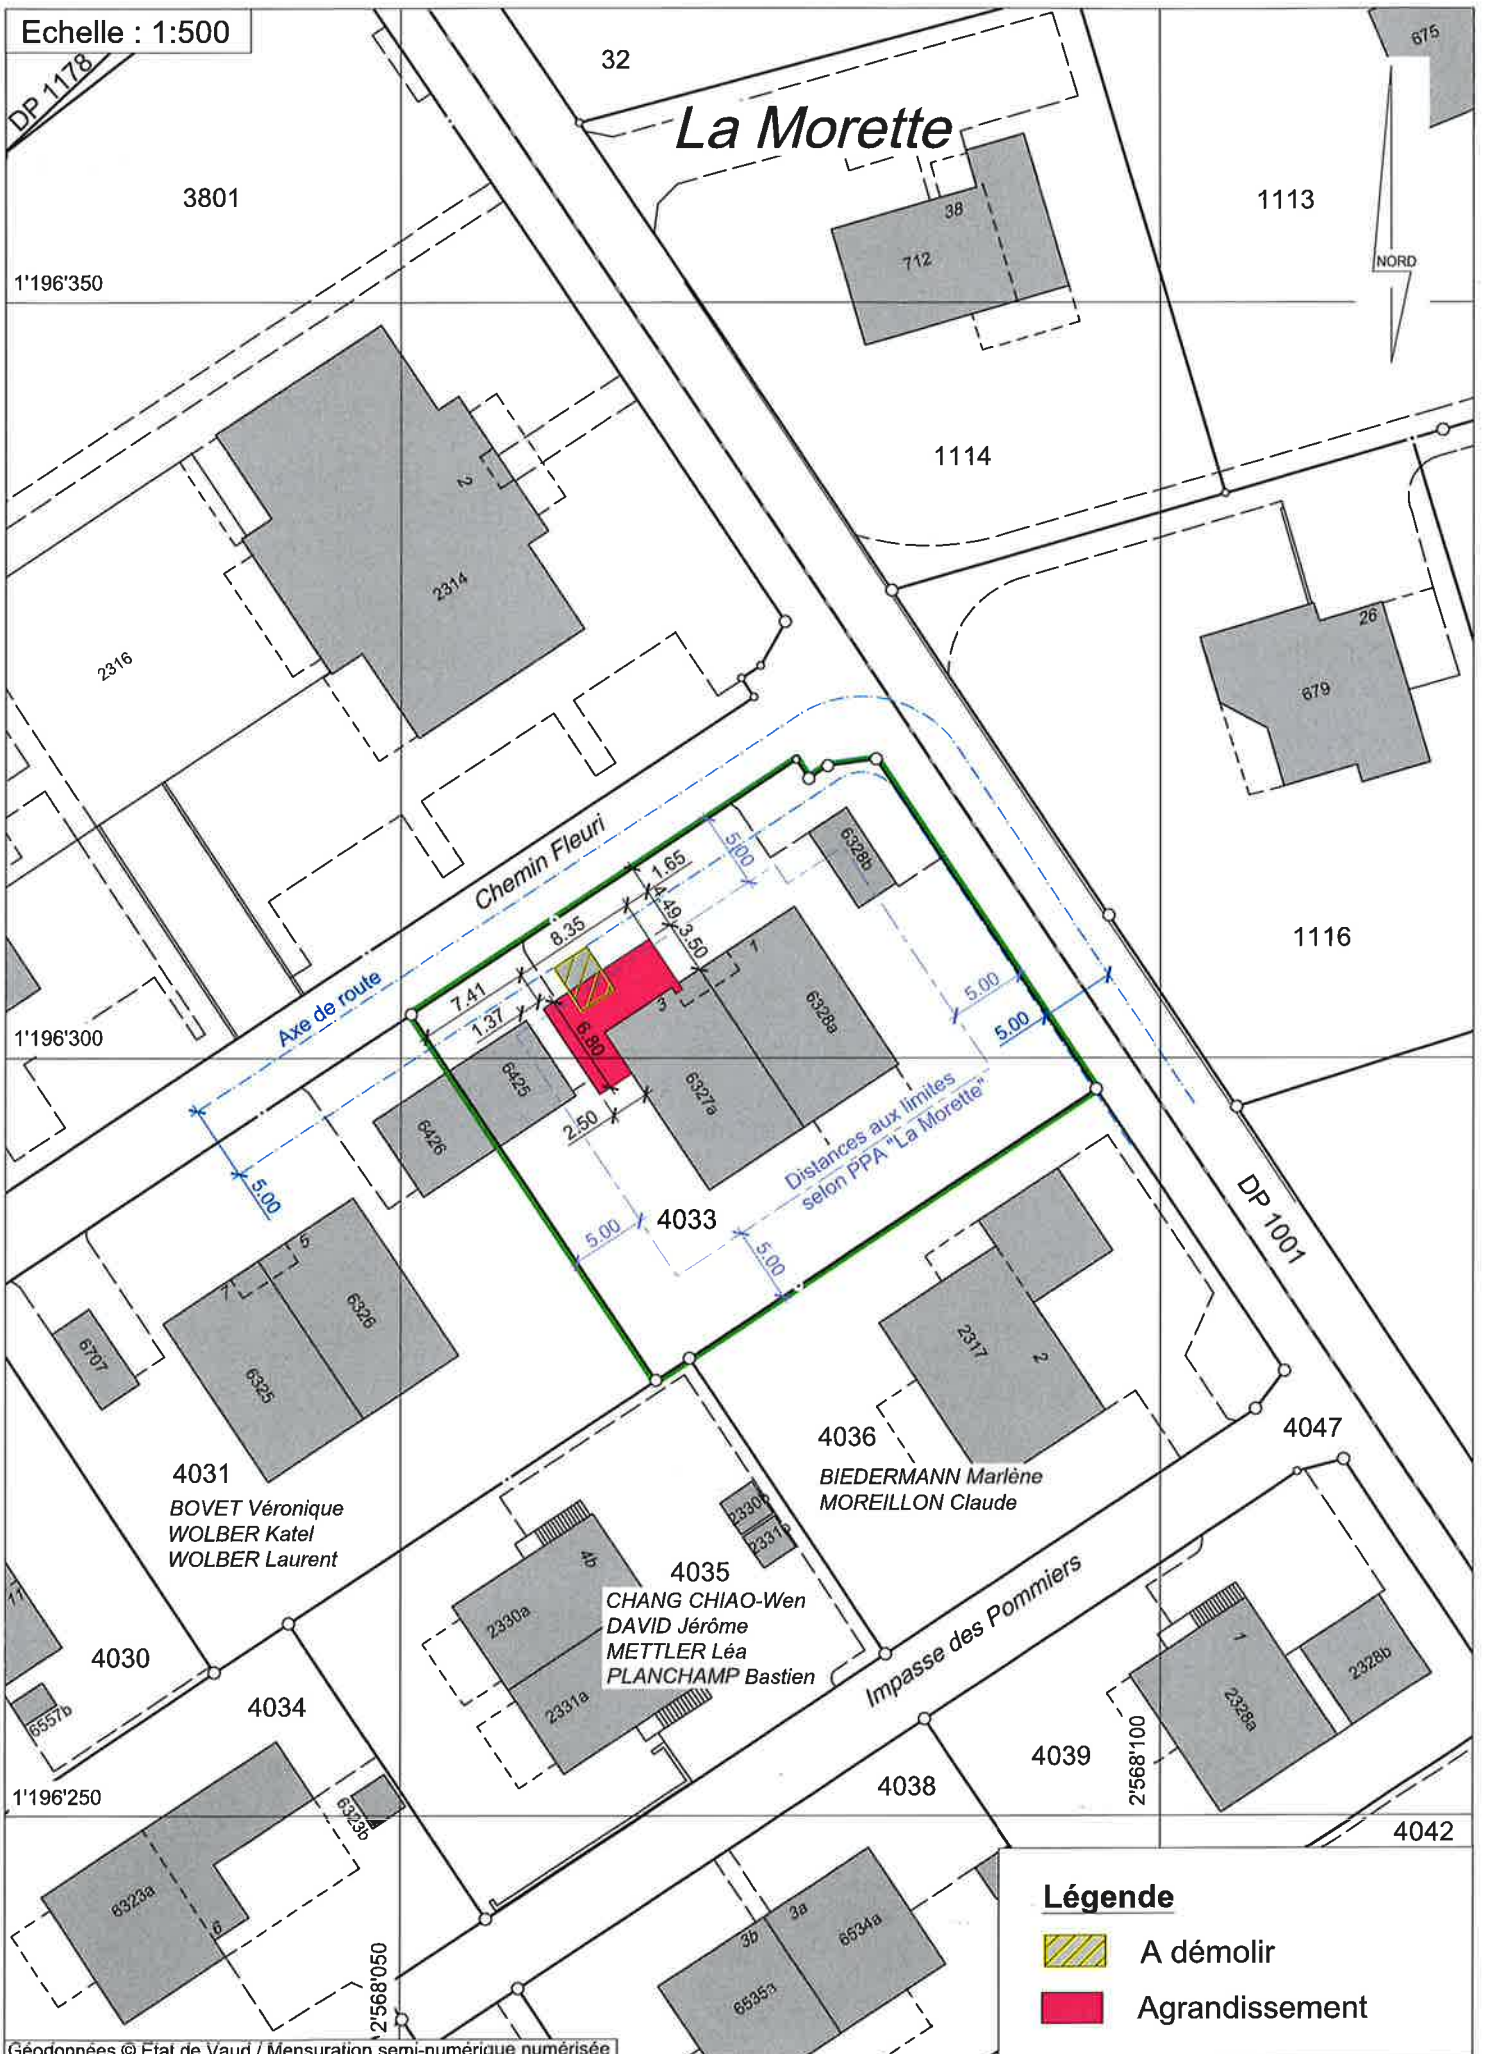 Echelle : 1:500
DP 1178
32
La Morette
675
3801
38
712
1113
NORD
1'196'350
2
1114
2314
2316
26
679
Chemin Fleuri
6328b
5.00
1.65
4.49
3.50
8.35
1
7.41
1.37
3
6328a
1116
Axe de route
5.00
5.00
1'196'300
6.80
6425
6327a
6426
2.50
Distances aux limites
selon PPA "La Morette"
5.00
4033
5.00
5.00
DP 1001
5
7
6326
6325
6707
2317
2
4036
BIEDERMANN Marlène
MOREILLON Claude
4047
4031
BOVET Véronique
WOLBER Katel
WOLBER Laurent
2330b
2331b
4b
4035
CHANG CHIAO-Wen
DAVID Jérôme
METTLER Léa
PLANCHAMP Bastien
2330a
2331a
11
4030
6557b
4034
Impasse des Pommiers
1
2328b
2328a
4039
4038
2'568'100
1'196'250
6323b
4042
6323a
6
2'568'050
3b
3a
6534a
6535a
Légende
A démolir
Agrandissement
Géodonnées © Etat de Vaud / Mensuration semi-numérique numérisée